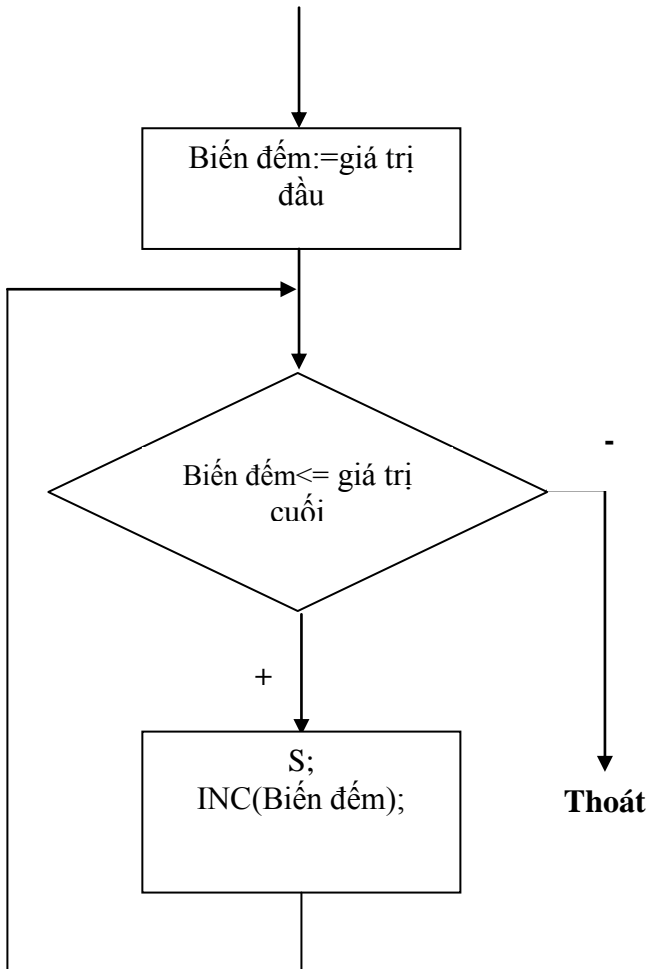 Biến đếm:=giá trị
đầu
Biến đếm<= giá trị
cuối
-
+
S;
INC(Biến đếm);
Thoát